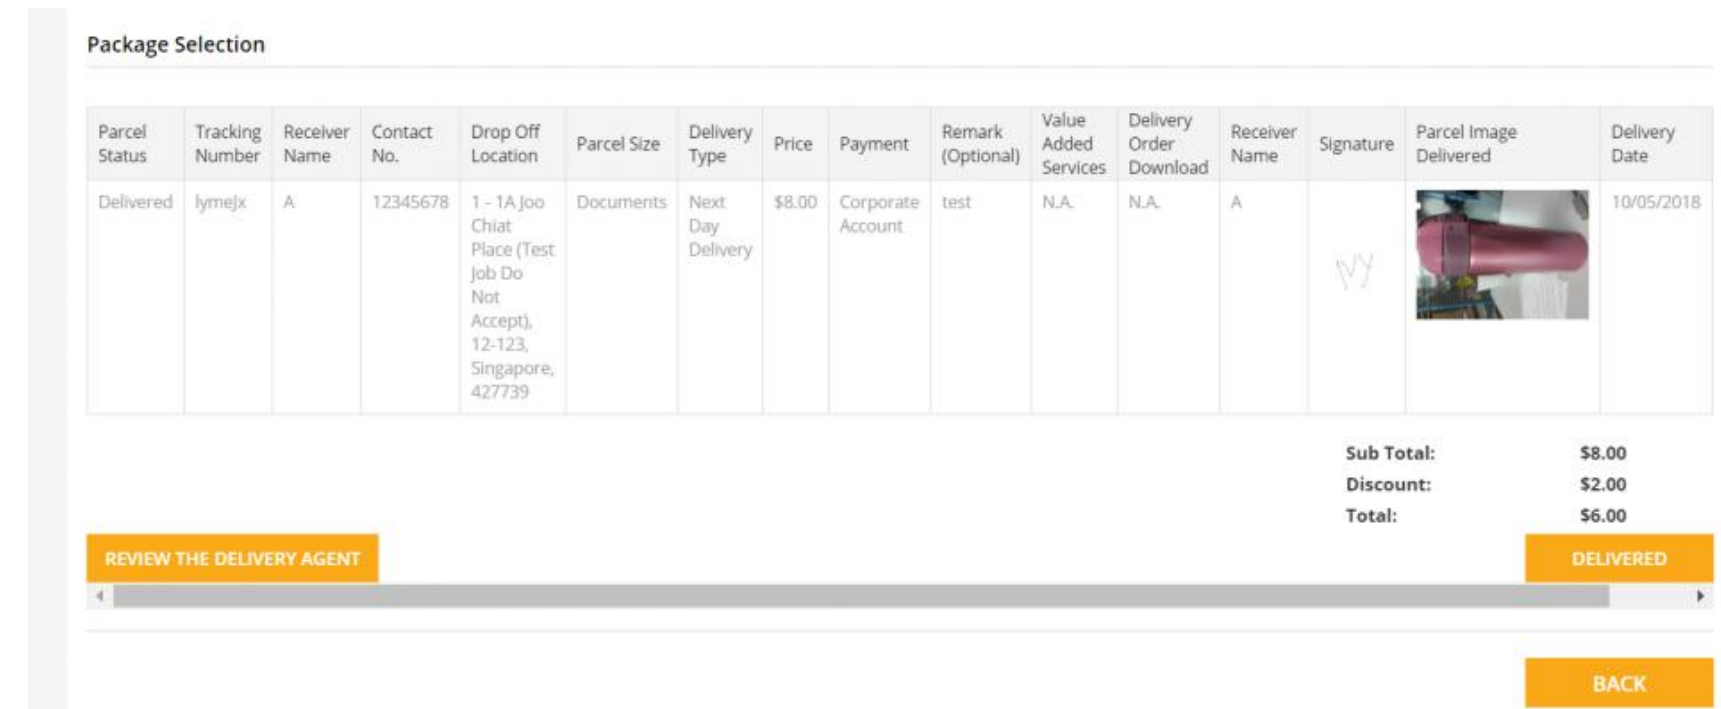 Package Selection
Parcel Status
Tracking Number
Receiver Name
Contact No.
Drop Off Location
Parcel Size
Delivery Type
Price
Payment
Remark (Optional)
Value Added Services
Delivery Order Download
Receiver Name
Signature
Parcel Image Delivered
Delivery Date
Delivered
lymeJx
A
12345678
1 - 1A Joo
Chiat
Place (Test
Job Do
Not
Accept),
12-123,
Singapore,
427739
Documents
Next
Day
Delivery
$8.00
Corporate
Account
test
N.A.
N.A.
A
10/05/2018
Sub Total: $8.00
Discount: $2.00
Total: $6.00
REVIEW THE DELIVERY AGENT
DELIVERED
BACK